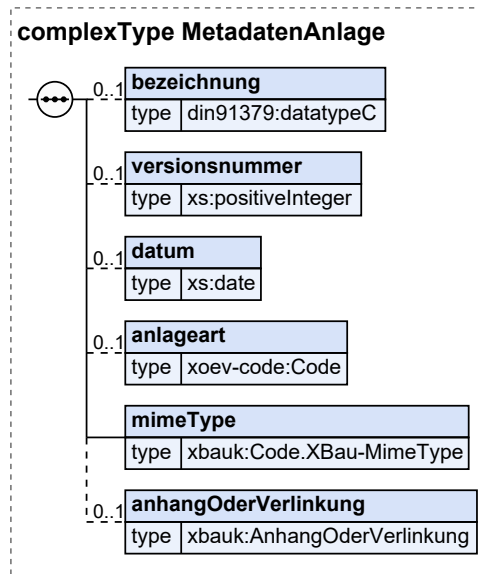 complexType MetadatenAnlage
0..1 bezeichnung
type din91379:datatypeC
0..1 versionsnummer
type xs:positiveInteger
0..1 datum
type xs:date
0..1 anlageart
type xoev-code:Code
mimeType
type xbauk:Code.XBau-MimeType
0..1 anhangOderVerlinkung
type xbauk:AnhangOderVerlinkung